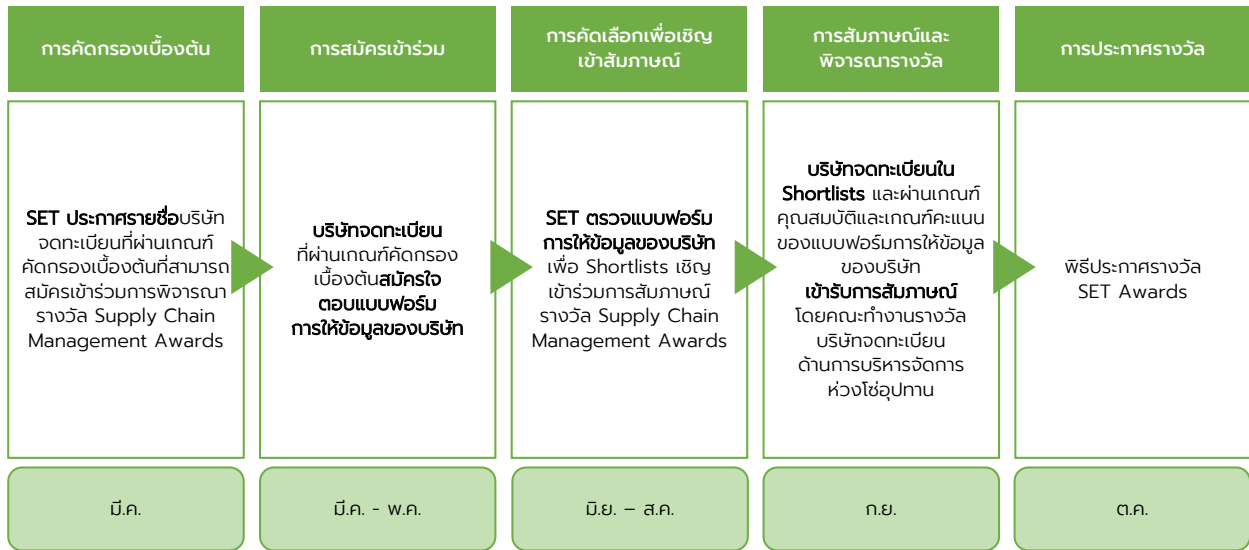 การคัดกรองเบื้องต้น
การสมัครเข้าร่วม
การคัดเลือกเพื่อเชิญ
เข้าสัมภาษณ์
การสัมภาษณ์และ
พิจารณารางวัล
การประกาศรางวัล
SET ประกาศรายชื่อบริษัท
จดทะเบียนที่ผ่านเกณฑ์
คัดกรองเบื้องต้นที่สามารถ
สมัครเข้าร่วมการพิจารณา
รางวัล Supply Chain
Management Awards
บริษัทจดทะเบียน
ที่ผ่านเกณฑ์คัดกรอง
เบื้องต้นสมัครใจ
ตอบแบบฟอร์ม
การให้ข้อมูลของบริษัท
SET ตรวจแบบฟอร์ม
การให้ข้อมูลของบริษัท
เพื่อ Shortlists เชิญ
เข้าร่วมการสัมภาษณ์
รางวัล Supply Chain
Management Awards
บริษัทจดทะเบียนใน
Shortlists และผ่านเกณฑ์
คุณสมบัติและเกณฑ์คะแนน
ของแบบฟอร์มการให้ข้อมูล
ของบริษัท
เข้ารับการสัมภาษณ์
โดยคณะทำงานรางวัล
บริษัทจดทะเบียน
ด้านการบริหารจัดการ
ห่วงโซ่อุปทาน
พิธีประกาศรางวัล
SET Awards
มี.ค.
มี.ค. - พ.ค.
มิ.ย. – ส.ค.
ก.ย.
ต.ค.